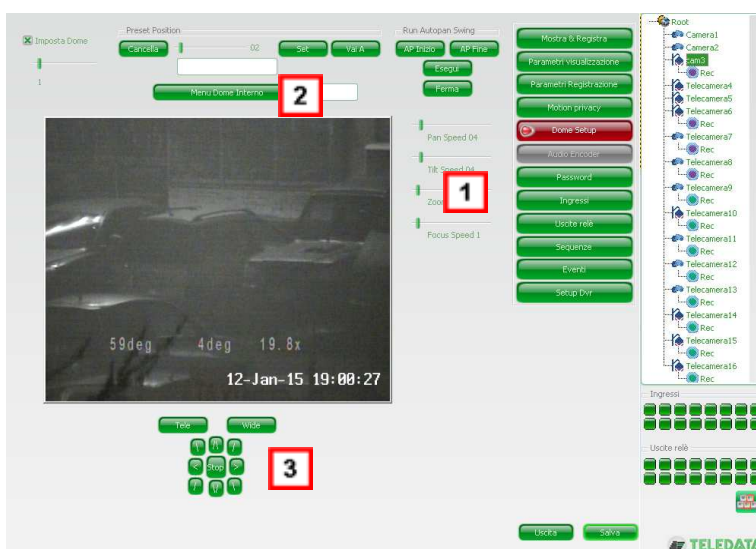 Imposta Dome
1
Preset Position
Cancella
02
Set
Vai A
Menu Dome Interno
2
Run Autopan Swing
AP Inizio
AP Fine
Esegui
Ferma
Pan Speed 04
Tilt Speed 04
Zoo
1
Focus Speed 1
59deg 4deg 19.8x
12-Jan-15 19:00:27
Tele
Wide
< Stop >
3
Mostra & Registra
Parametri visualizzazione
Parametri Registrazione
Motion privacy
Dome Setup
Audio Encoder
Password
Ingressi
Uscite relè
Sequenze
Eventi
Setup Dvr
Uscita
Salva
Root
Camera1
Camera2
cam3
Rec
Telecamera4
Telecamera5
Telecamera6
Rec
Telecamera7
Rec
Telecamera8
Rec
Telecamera9
Rec
Telecamera10
Rec
Telecamera11
Rec
Telecamera12
Rec
Telecamera13
Rec
Telecamera14
Rec
Telecamera15
Rec
Telecamera16
Rec
Ingressi
Uscite relè
TELEDATA